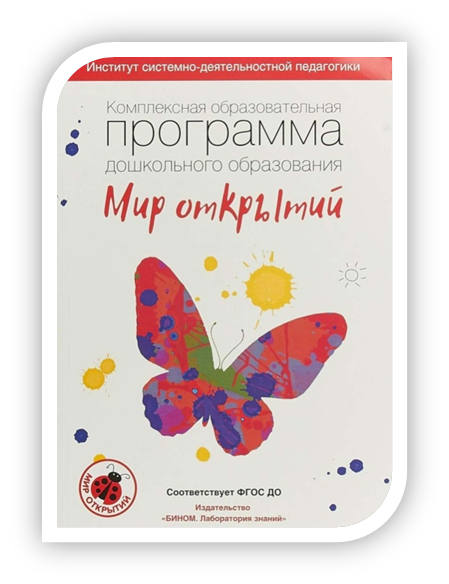 Институт системно-деятельностной педагогики
Комплексная образовательная
программа
дошкольного образования
Мир открытий
МИР ОТКРЫТИЙ
Соответствует ФГОС ДО
Издательство
«БИНОМ. Лаборатория знаний»